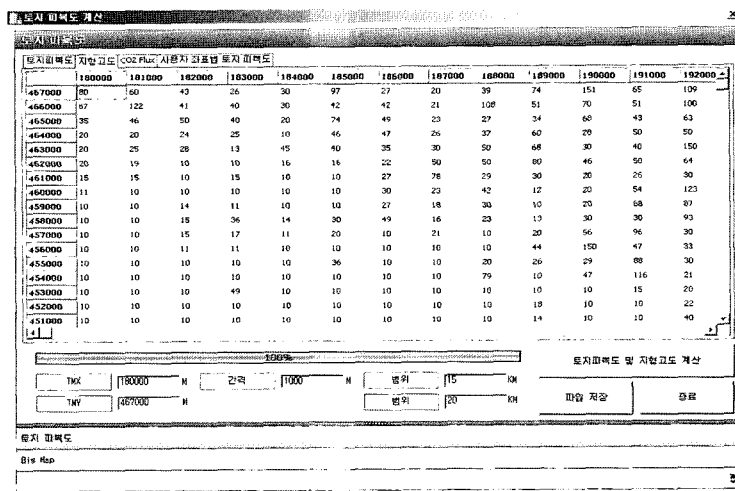 토지 피복도 계산
토지피복도
토지피복도 지형고도 CO2 Flux 사용자 좌표별 토지 피복도
180000 181000 182000 183000 184000 185000 186000 187000 188000 189000 190000 191000 192000
467000 80 60 43 26 30 97 27 20 39 74 151 65 109
466000 67 122 41 40 30 42 42 21 108 51 70 51 100
465000 35 46 50 40 20 74 49 23 27 34 68 43 63
464000 20 20 24 25 10 46 47 26 37 60 28 50 50
463000 20 25 28 13 45 40 35 30 50 68 30 40 150
462000 20 19 10 10 16 16 22 50 50 80 46 50 64
461000 15 15 10 15 10 10 27 78 29 30 20 26 30
460000 11 10 10 10 10 10 30 23 42 12 20 54 123
459000 10 10 14 11 10 10 27 18 30 10 20 68 87
458000 10 10 15 36 14 30 49 16 23 13 30 30 93
457000 10 10 15 17 11 20 10 21 10 20 56 96 30
456000 10 10 11 11 10 10 10 10 10 44 150 47 33
455000 10 10 10 10 10 36 10 10 20 26 29 88 30
454000 10 10 10 10 10 10 10 10 79 10 47 116 21
453000 10 10 10 49 10 10 10 10 10 10 10 15 20
452000 10 10 10 10 10 10 10 10 10 18 10 10 22
451000 10 10 10 10 10 10 10 10 10 14 10 10 40
100%
토지피복도 및 지형고도 계산
TMX 180000 M 간격 1000 M 범위 15 KM
TMY 467000 M 범위 20 KM
파일 저장 종료
토지 피복도
Bis Map